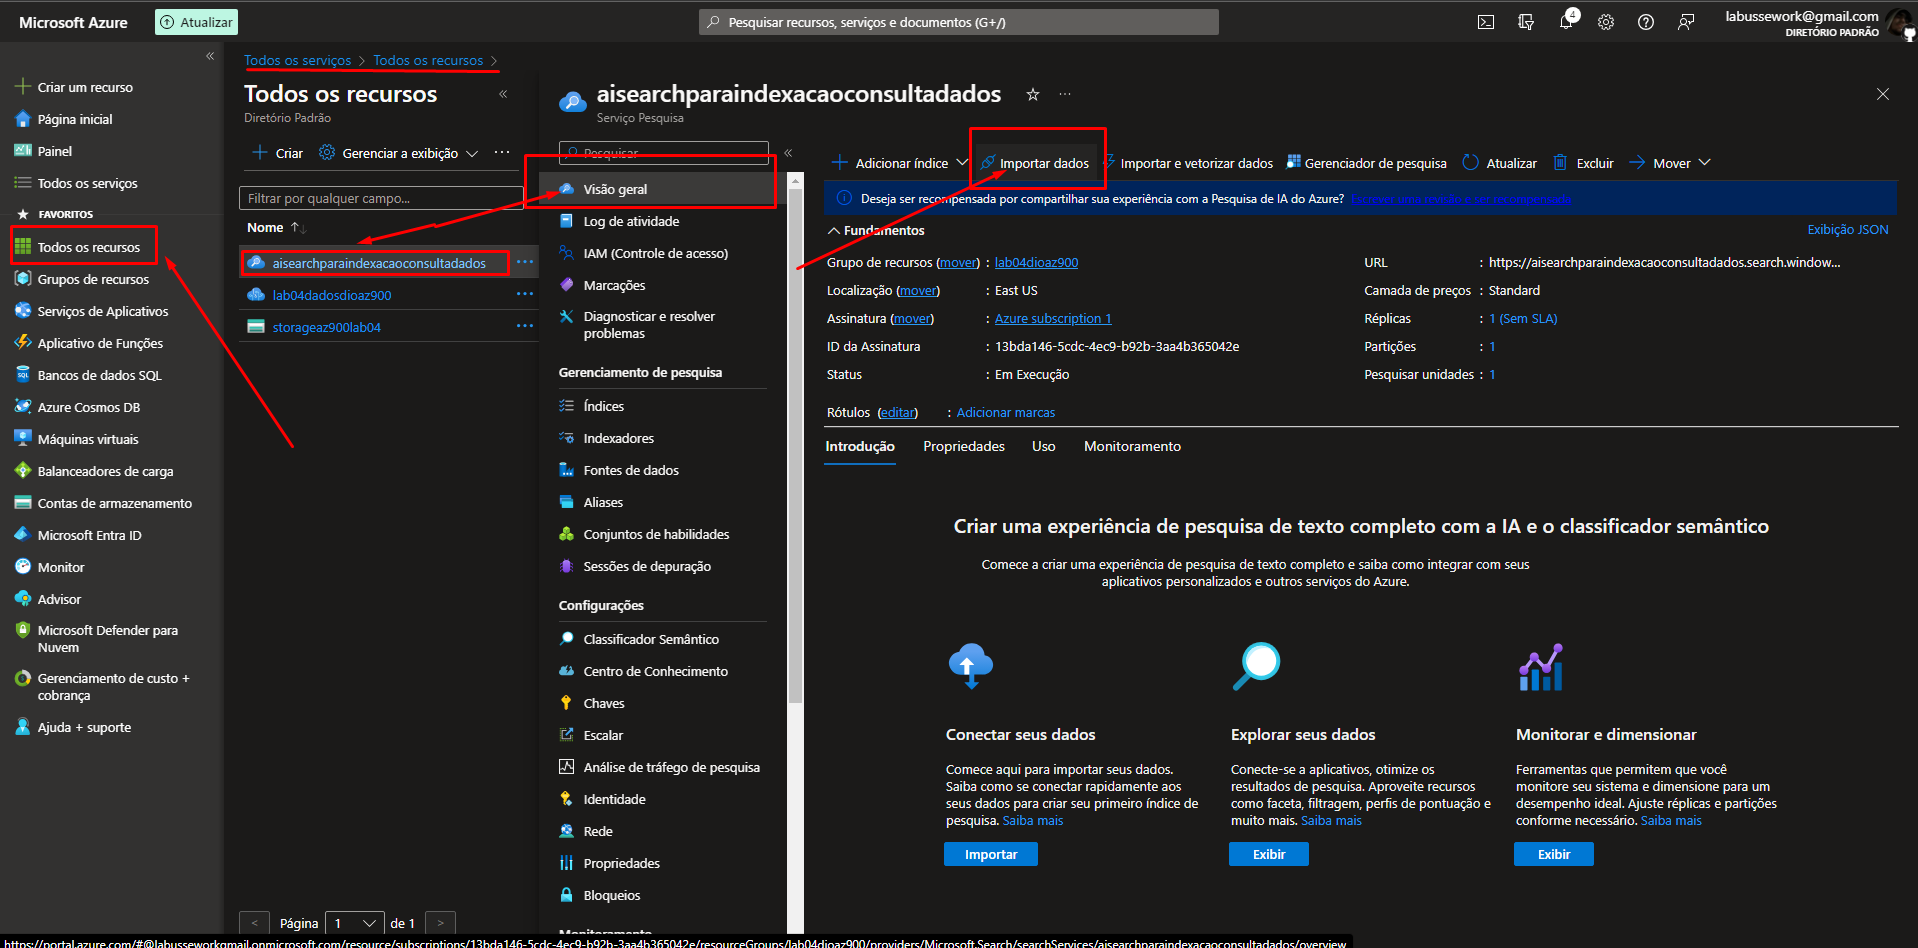 Microsoft Azure
Atualizar
Pesquisar recursos, serviços e documentos (G+/)
4
labussework@gmail.com
DIRETÓRIO PADRÃO
Criar um recurso
Página inicial
Painel
Todos os serviços
FAVORITOS
Todos os recursos
Grupos de recursos
Serviços de Aplicativos
Aplicativo de Funções
Bancos de dados SQL
Azure Cosmos DB
Máquinas virtuais
Balanceadores de carga
Contas de armazenamento
Microsoft Entra ID
Monitor
Advisor
Microsoft Defender para
Nuvem
Gerenciamento de custo +
cobrança
Ajuda + suporte
Todos os serviços > Todos os recursos >
Todos os recursos
Diretório Padrão
Criar Gerenciar a exibição ...
Filtrar por qualquer campo...
Nome ↑↓
aisearchparaindexacaoconsultadados ...
lab04dadosdioaz900 ...
storageaz900lab04 ...
< Página 1 de 1 >
aisearchparaindexacaoconsultadados ...
Serviço Pesquisa
Pesquisar
Visão geral
Log de atividade
IAM (Controle de acesso)
Marcações
Diagnosticar e resolver
problemas
Gerenciamento de pesquisa
Índices
Indexadores
Fontes de dados
Aliases
Conjuntos de habilidades
Sessões de depuração
Configurações
Classificador Semântico
Centro de Conhecimento
Chaves
Escalar
Análise de tráfego de pesquisa
Identidade
Rede
Propriedades
Bloqueios
Monitoramento
Adicionar índice Importar dados Importar e vetorizar dados Gerenciador de pesquisa Atualizar Excluir Mover
Deseja ser recompensada por compartilhar sua experiência com a Pesquisa de IA do Azure?
Fundamentos
Exibição JSON
Grupo de recursos (mover) : lab04dioaz900
Localização (mover) : East US
Assinatura (mover) : Azure subscription 1
ID da Assinatura : 13bda146-5cdc-4ec9-b92b-3aa4b365042e
Status : Em Execução
URL : https://aisearchparaindexacaoconsultadados.search.window...
Camada de preços : Standard
Réplicas : 1 (Sem SLA)
Partições : 1
Pesquisar unidades : 1
Rótulos (editar) : Adicionar marcas
Introdução Propriedades Uso Monitoramento
Criar uma experiência de pesquisa de texto completo com a IA e o classificador semântico
Comece a criar uma experiência de pesquisa de texto completo e saiba como integrar com seus
aplicativos personalizados e outros serviços do Azure.
Conectar seus dados
Comece aqui para importar seus dados.
Saiba como se conectar rapidamente aos
seus dados para criar seu primeiro índice de
pesquisa. Saiba mais
Importar
Explorar seus dados
Conecte-se a aplicativos, otimize os
resultados de pesquisa. Aproveite recursos
como faceta, filtragem, perfis de pontuação e
muito mais. Saiba mais
Exibir
Monitorar e dimensionar
Ferramentas que permitem que você
monitore seu sistema e dimensione para um
desempenho ideal. Ajuste réplicas e partições
conforme necessário. Saiba mais
Exibir
https://portal.azure.com/#@labusseworkgmail.onmicrosoft.com/resource/subscriptions/13bda146-5cdc-4ec9-b92b-3aa4b365042e/resourceGroups/lab04dioaz900/providers/Microsoft.Search/searchServices/aisearchparaindexacaoconsultadados/overview